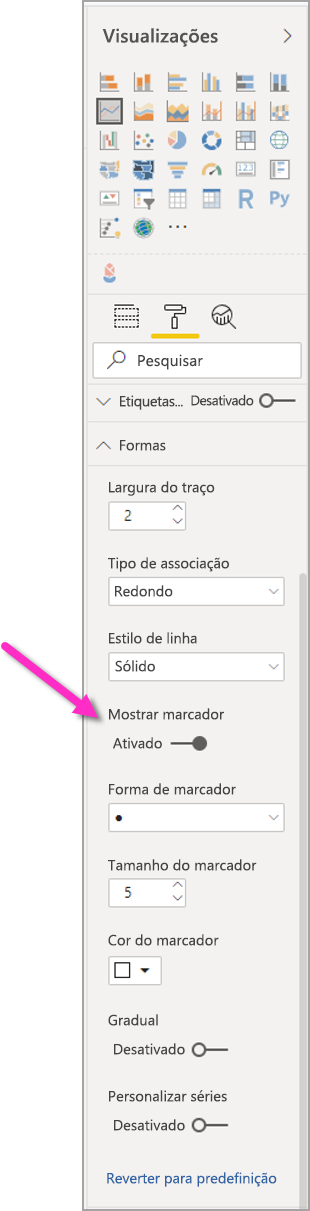 Visualizações
123
R Py
Pesquisar
Etiquetas... Desativado
Formas
Largura do traço
2
Tipo de associação
Redondo
Estilo de linha
Sólido
Mostrar marcador
Ativado
Forma de marcador
Tamanho do marcador
5
Cor do marcador
Gradual
Desativado
Personalizar séries
Desativado
Reverter para predefinição